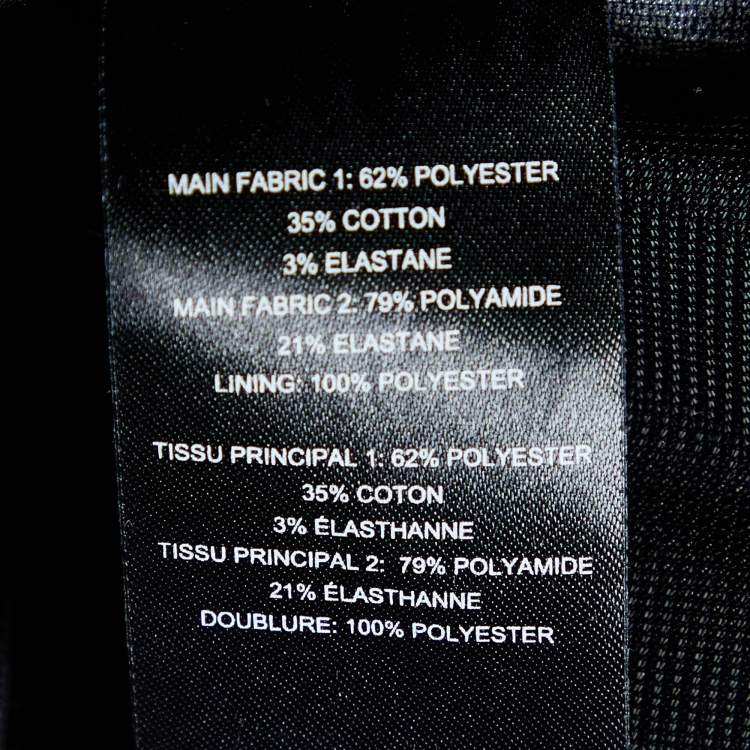 MAIN FABRIC 1: 62% POLYESTER
35% COTTON
3% ELASTANE
MAIN FABRIC 2: 79% POLYAMIDE
21% ELASTANE
LINING: 100% POLYESTER
TISSU PRINCIPAL 1: 62% POLYESTER
35% COTON
3% ÉLASTHANNE
TISSU PRINCIPAL 2: 79% POLYAMIDE
21% ÉLASTHANNE
DOUBLURE: 100% POLYESTER